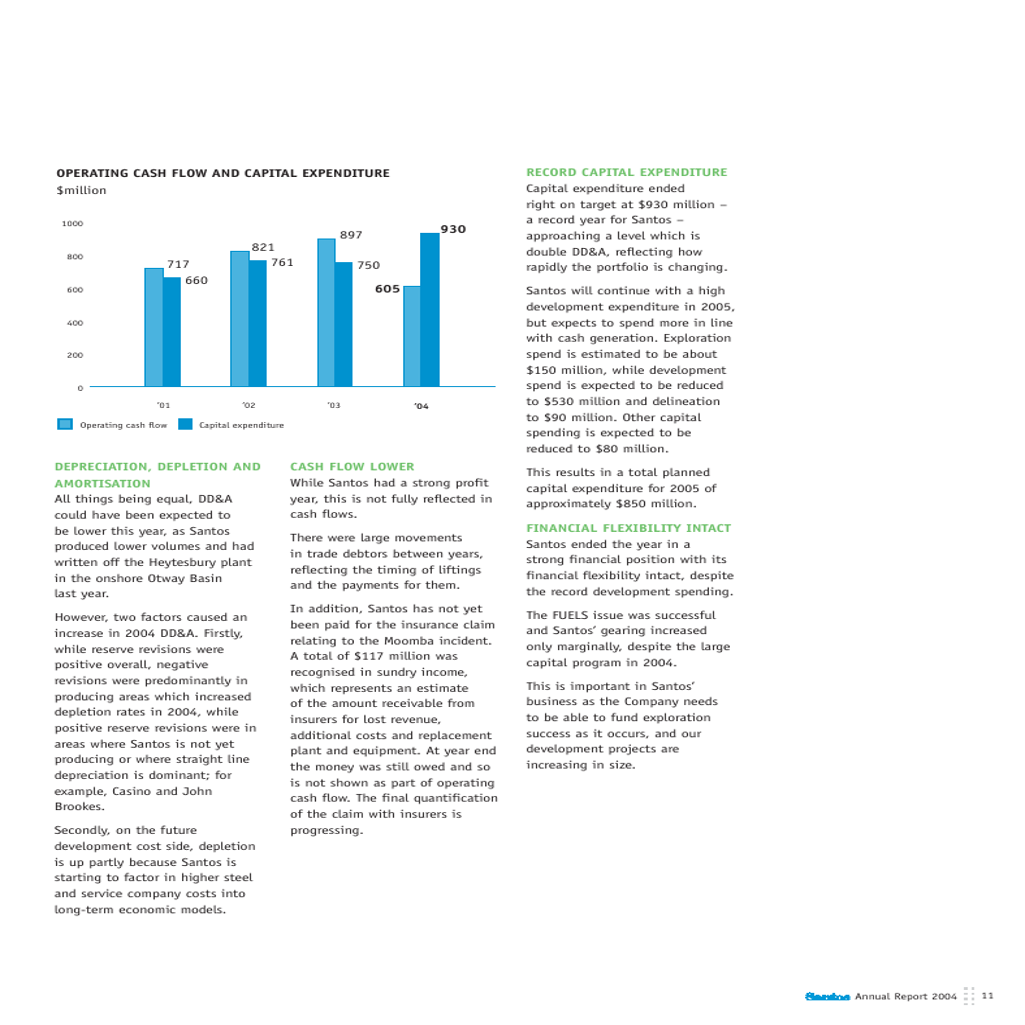 OPERATING CASH FLOW AND CAPITAL EXPENDITURE
$million
1000
800
600
400
200
0
717
660
821
761
897
750
605
930
'01
'02
'03
'04
Operating cash flow
Capital expenditure
DEPRECIATION, DEPLETION AND
AMORTISATION
All things being equal, DD&A
could have been expected to
be lower this year, as Santos
produced lower volumes and had
written off the Heytesbury plant
in the onshore Otway Basin
last year.
However, two factors caused an
increase in 2004 DD&A. Firstly,
while reserve revisions were
positive overall, negative
revisions were predominantly in
producing areas which increased
depletion rates in 2004, while
positive reserve revisions were in
areas where Santos is not yet
producing or where straight line
depreciation is dominant; for
example, Casino and John
Brookes.
Secondly, on the future
development cost side, depletion
is up partly because Santos is
starting to factor in higher steel
and service company costs into
long-term economic models.
CASH FLOW LOWER
While Santos had a strong profit
year, this is not fully reflected in
cash flows.
There were large movements
in trade debtors between years,
reflecting the timing of liftings
and the payments for them.
In addition, Santos has not yet
been paid for the insurance claim
relating to the Moomba incident.
A total of $117 million was
recognised in sundry income,
which represents an estimate
of the amount receivable from
insurers for lost revenue,
additional costs and replacement
plant and equipment. At year end
the money was still owed and so
is not shown as part of operating
cash flow. The final quantification
of the claim with insurers is
progressing.
RECORD CAPITAL EXPENDITURE
Capital expenditure ended
right on target at $930 million –
a record year for Santos –
approaching a level which is
double DD&A, reflecting how
rapidly the portfolio is changing.
Santos will continue with a high
development expenditure in 2005,
but expects to spend more in line
with cash generation. Exploration
spend is estimated to be about
$150 million, while development
spend is expected to be reduced
to $530 million and delineation
to $90 million. Other capital
spending is expected to be
reduced to $80 million.
This results in a total planned
capital expenditure for 2005 of
approximately $850 million.
FINANCIAL FLEXIBILITY INTACT
Santos ended the year in a
strong financial position with its
financial flexibility intact, despite
the record development spending.
The FUELS issue was successful
and Santos' gearing increased
only marginally, despite the large
capital program in 2004.
This is important in Santos'
business as the Company needs
to be able to fund exploration
success as it occurs, and our
development projects are
increasing in size.
Santos Annual Report 2004 11